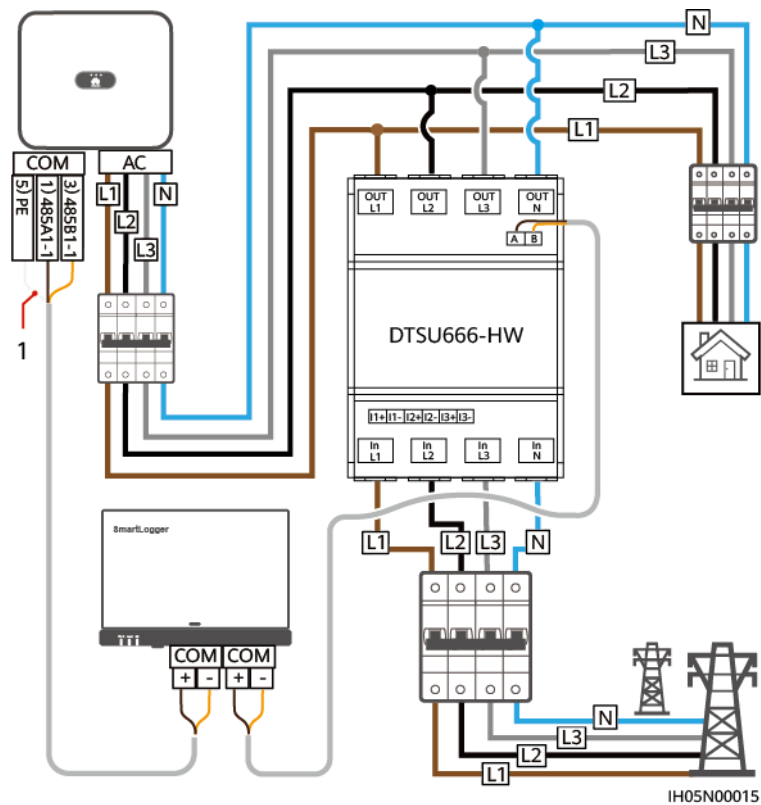 N
L3
L2
L1
COM
AC
5) PE
1) 485A1-1
3) 485B1-1
L1
L2
L3
N
1
OUT L1
OUT L2
OUT L3
OUT N
A B
DTSU666-HW
I1+ I1- I2+ I2- I3+ I3-
In L1
In L2
In L3
In N
L1
L2
L3
N
SmartLogger
COM COM
+ - + -
N
L3
L2
L1
IH05N00015